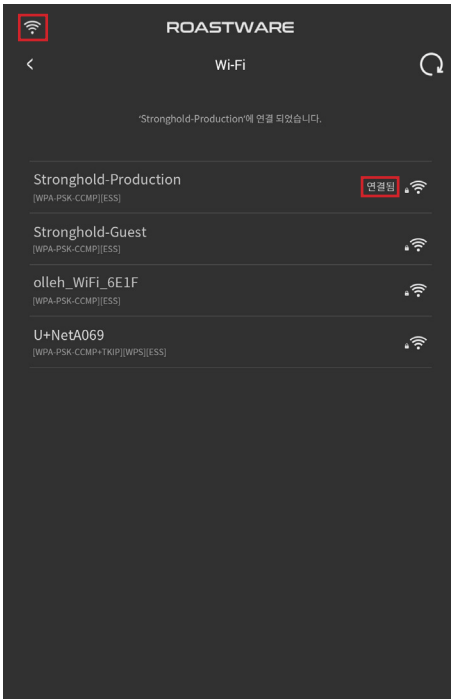 ROASTWARE
Wi-Fi
'Stronghold-Production'에 연결 되었습니다.
Stronghold-Production
연결됨
[WPA-PSK-CCMP][ESS]
Stronghold-Guest
[WPA-PSK-CCMP][ESS]
olleh_WiFi_6E1F
[WPA-PSK-CCMP][ESS]
U+NetA069
[WPA-PSK-CCMP+TKIP][WPS][ESS]